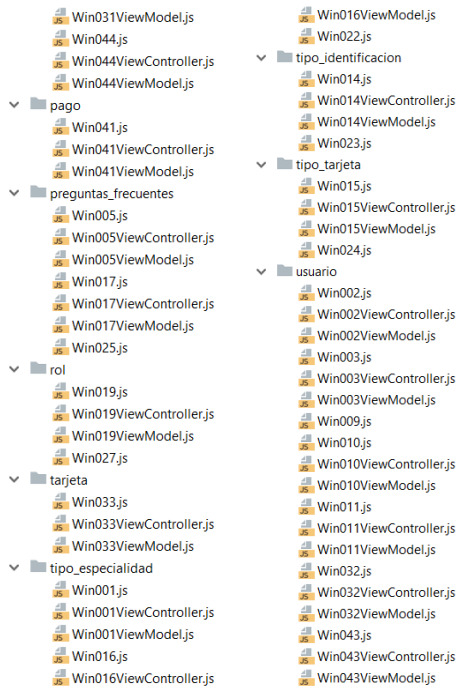 Win031ViewModel.js
Win044.js
Win044ViewController.js
Win044ViewModel.js
pago
Win041.js
Win041ViewController.js
Win041ViewModel.js
preguntas_frecuentes
Win005.js
Win005ViewController.js
Win005ViewModel.js
Win017.js
Win017ViewController.js
Win017ViewModel.js
Win025.js
rol
Win019.js
Win019ViewController.js
Win019ViewModel.js
Win027.js
tarjeta
Win033.js
Win033ViewController.js
Win033ViewModel.js
tipo_especialidad
Win001.js
Win001ViewController.js
Win001ViewModel.js
Win016.js
Win016ViewController.js
Win016ViewModel.js
Win022.js
tipo_identificacion
Win014.js
Win014ViewController.js
Win014ViewModel.js
Win023.js
tipo_tarjeta
Win015.js
Win015ViewController.js
Win015ViewModel.js
Win024.js
usuario
Win002.js
Win002ViewController.js
Win002ViewModel.js
Win003.js
Win003ViewController.js
Win003ViewModel.js
Win009.js
Win010.js
Win010ViewController.js
Win010ViewModel.js
Win011.js
Win011ViewController.js
Win011ViewModel.js
Win032.js
Win032ViewController.js
Win032ViewModel.js
Win043.js
Win043ViewController.js
Win043ViewModel.js